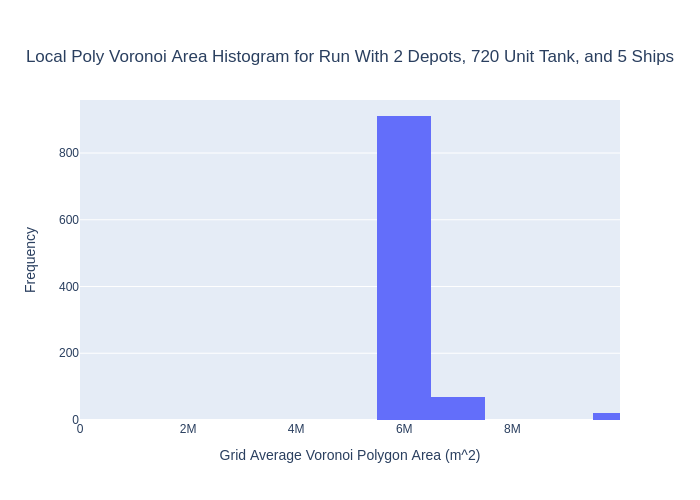 Local Poly Voronoi Area Histogram for Run With 2 Depots, 720 Unit Tank, and 5 Ships
800
600
400
200
0
Frequency
0 2M 4M 6M 8M
Grid Average Voronoi Polygon Area (m^2)